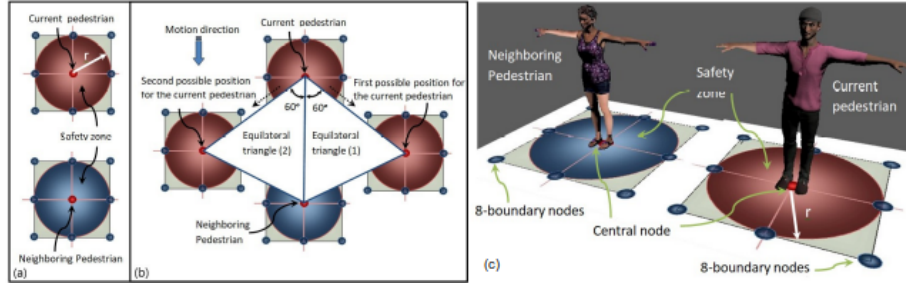 Current pedestrian
r
Safety zone
Neighboring Pedestrian
(a)
Motion direction
Second possible position
for the current pedestrian
First possible position for
the current pedestrian
60°
60°
Equilateral
triangle (2)
Equilateral
triangle (1)
Neighboring
Pedestrian
(b)
Neighboring
Pedestrian
Safety
zone
Current
pedestrian
8-boundary nodes
Central node
r
8-boundary nodes
(c)